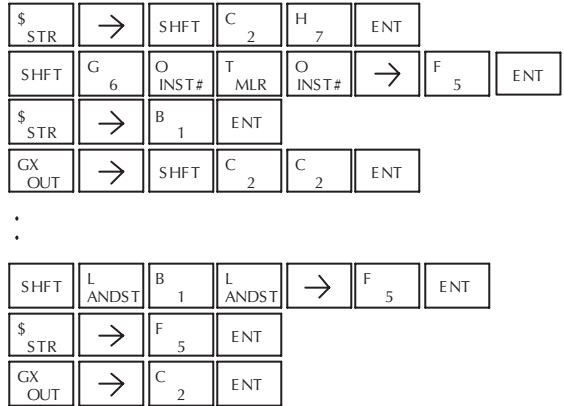 $ STR → SHFT C 2 H 7 ENT
SHFT G 6 O INST# T MLR O INST# → F 5 ENT
$ STR → B 1 ENT
GX OUT → SHFT C 2 C 2 ENT
SHFT L ANDST B 1 L ANDST → F 5 ENT
$ STR → F 5 ENT
GX OUT → C 2 ENT